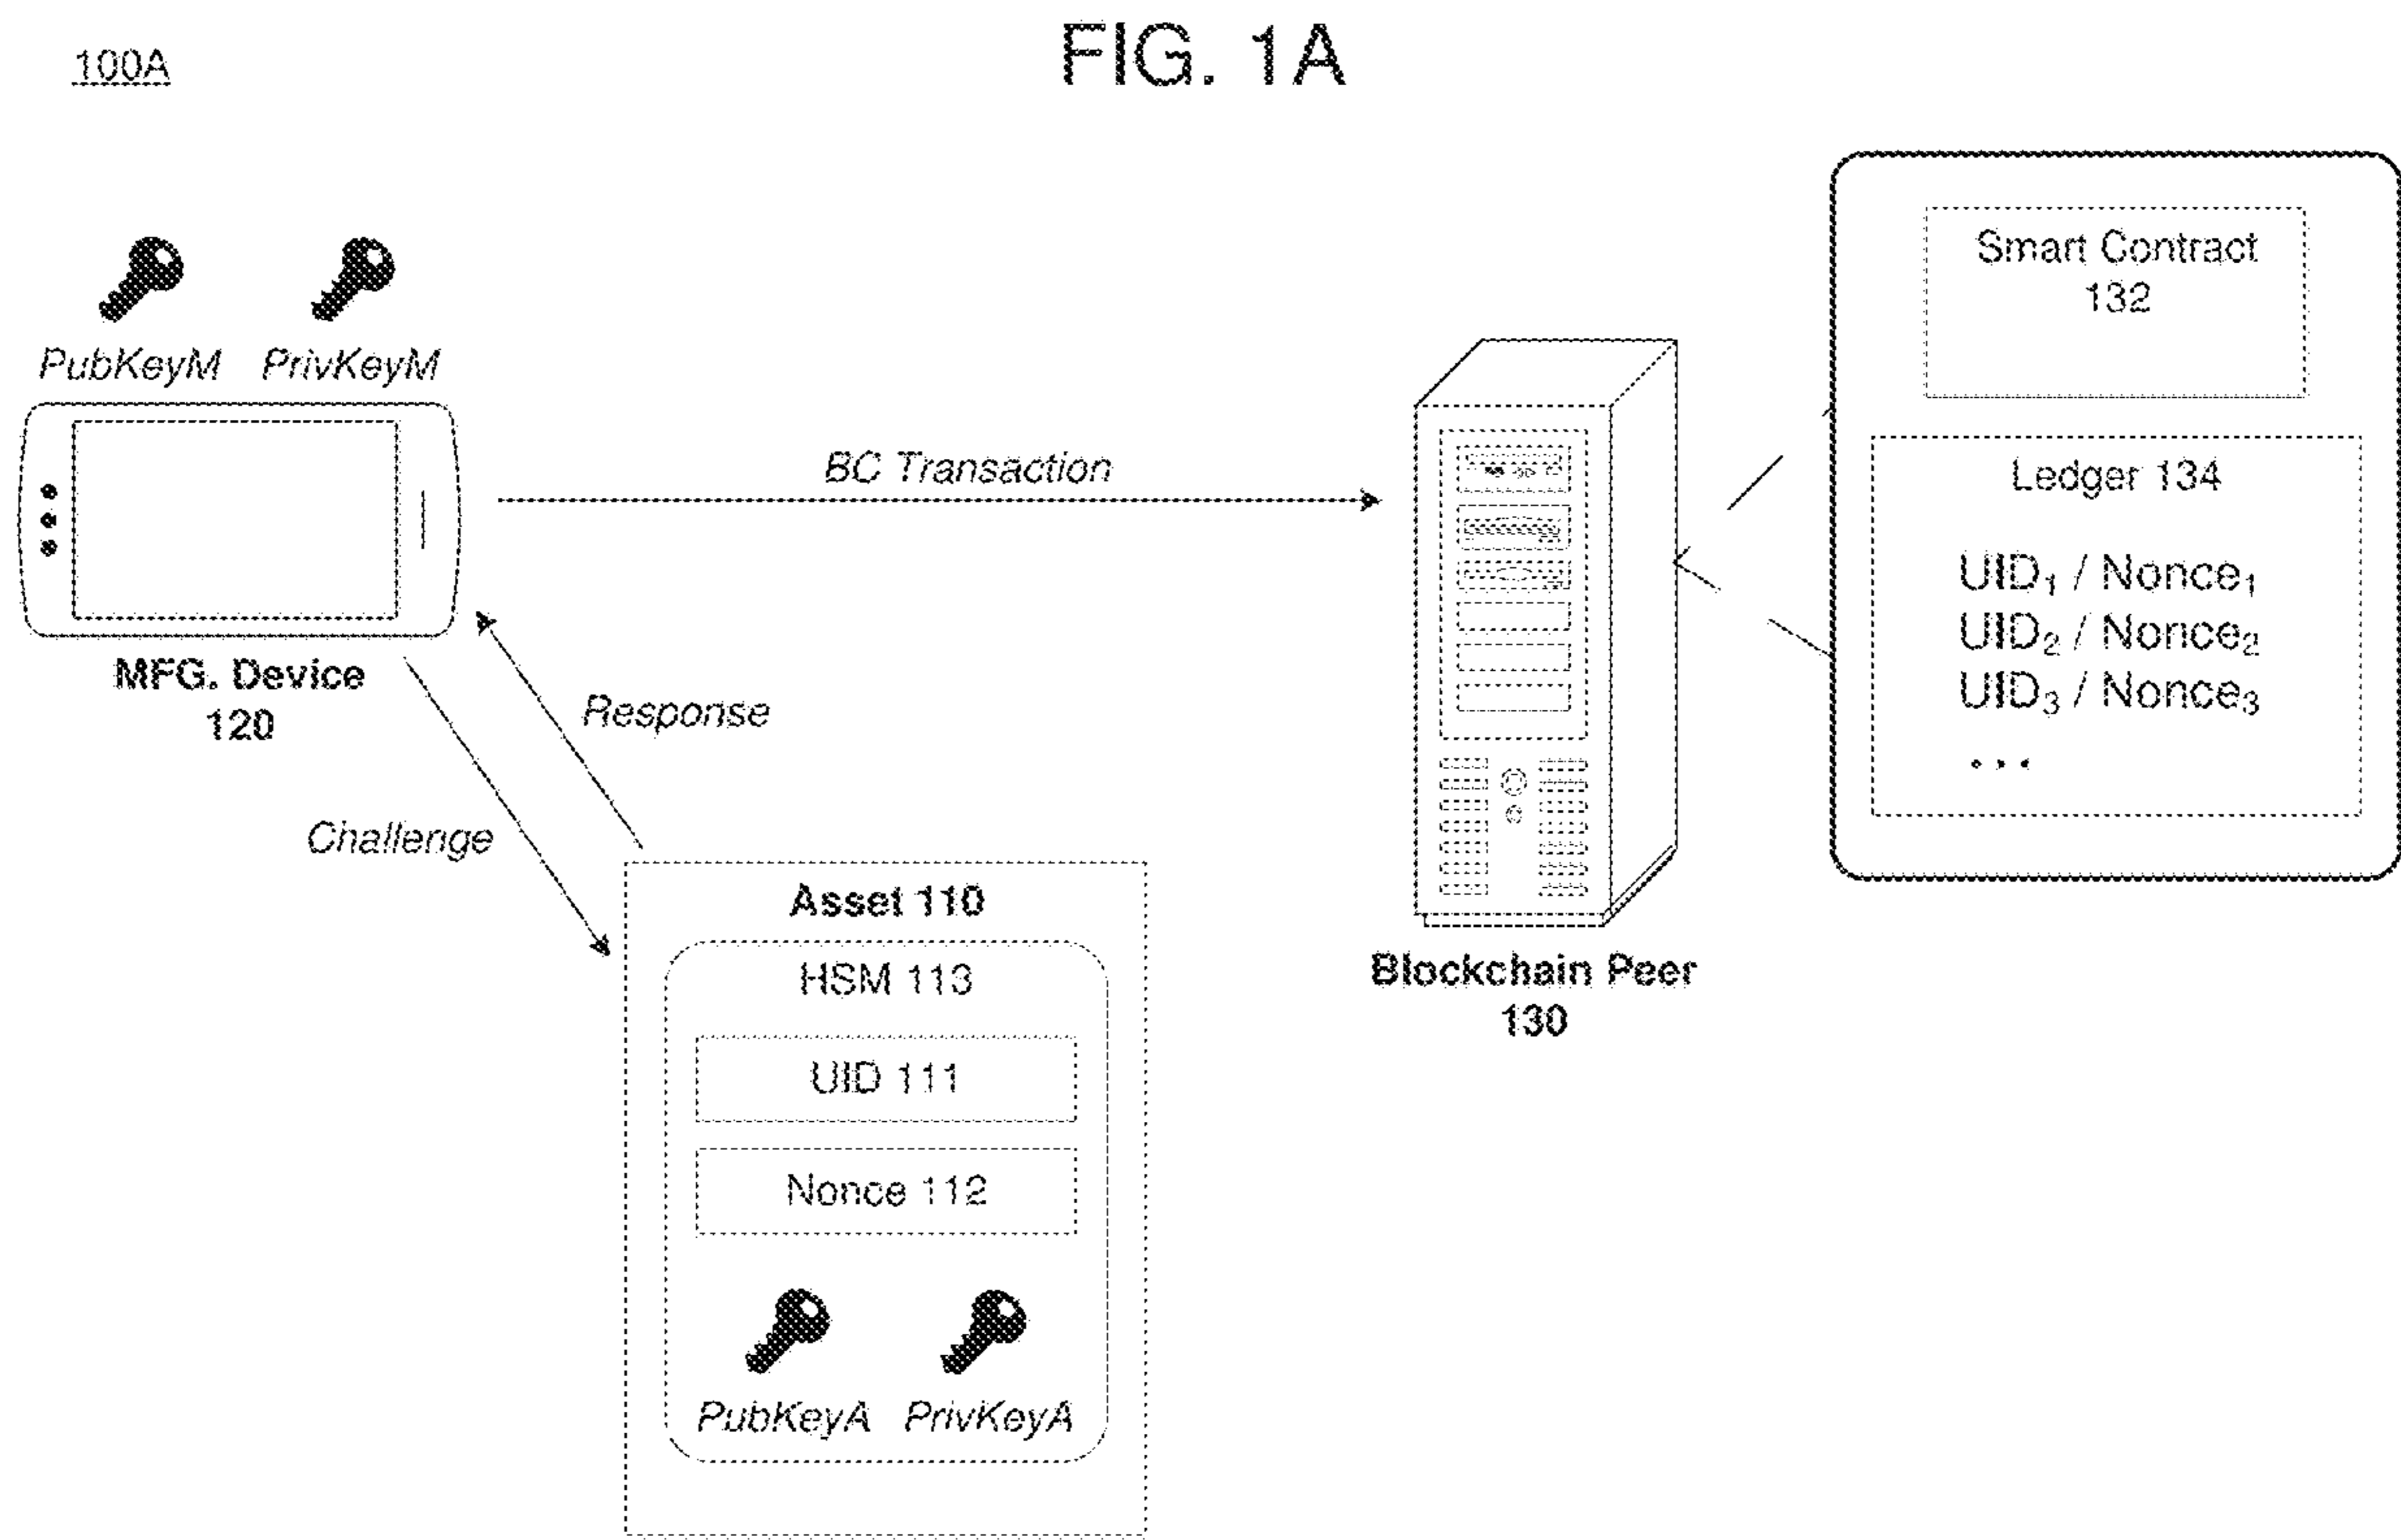 FIG. 1A
100A
PubKeyM PrivKeyM
MFG. Device
120
BC Transaction
Response
Challenge
Asset 110
HSM 113
UID 111
Nonce 112
PubKeyA PrivKeyA
Blockchain Peer
130
Smart Contract
132
Ledger 134
UID₁ / Nonce₁
UID₂ / Nonce₂
UID₃ / Nonce₃
...